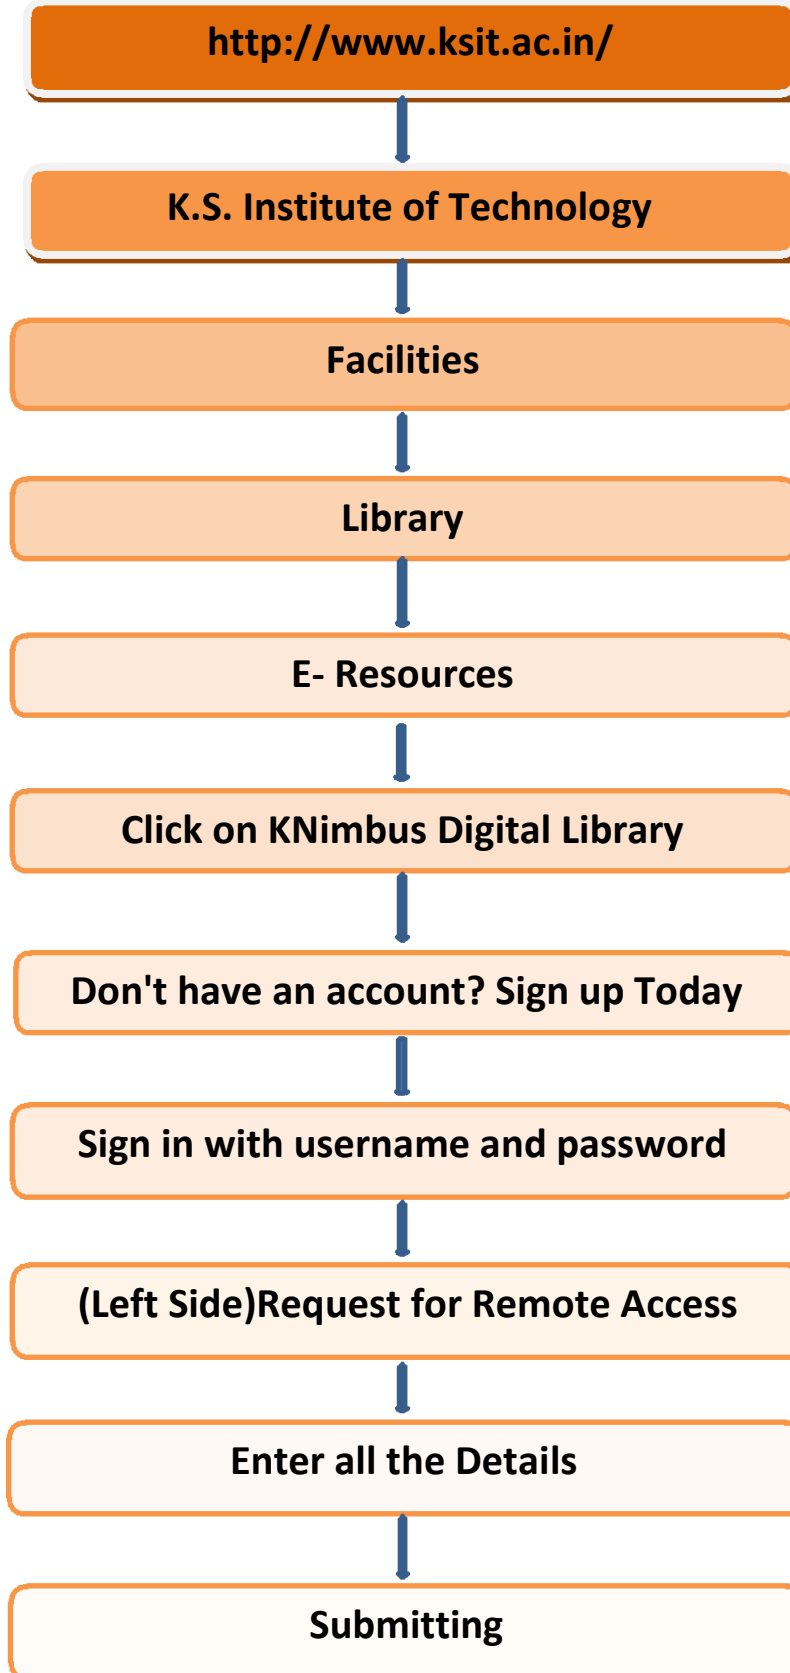 http://www.ksit.ac.in/
K.S. Institute of Technology
Facilities
Library
E- Resources
Click on KNimbus Digital Library
Don't have an account? Sign up Today
Sign in with username and password
(Left Side)Request for Remote Access
Enter all the Details
Submitting